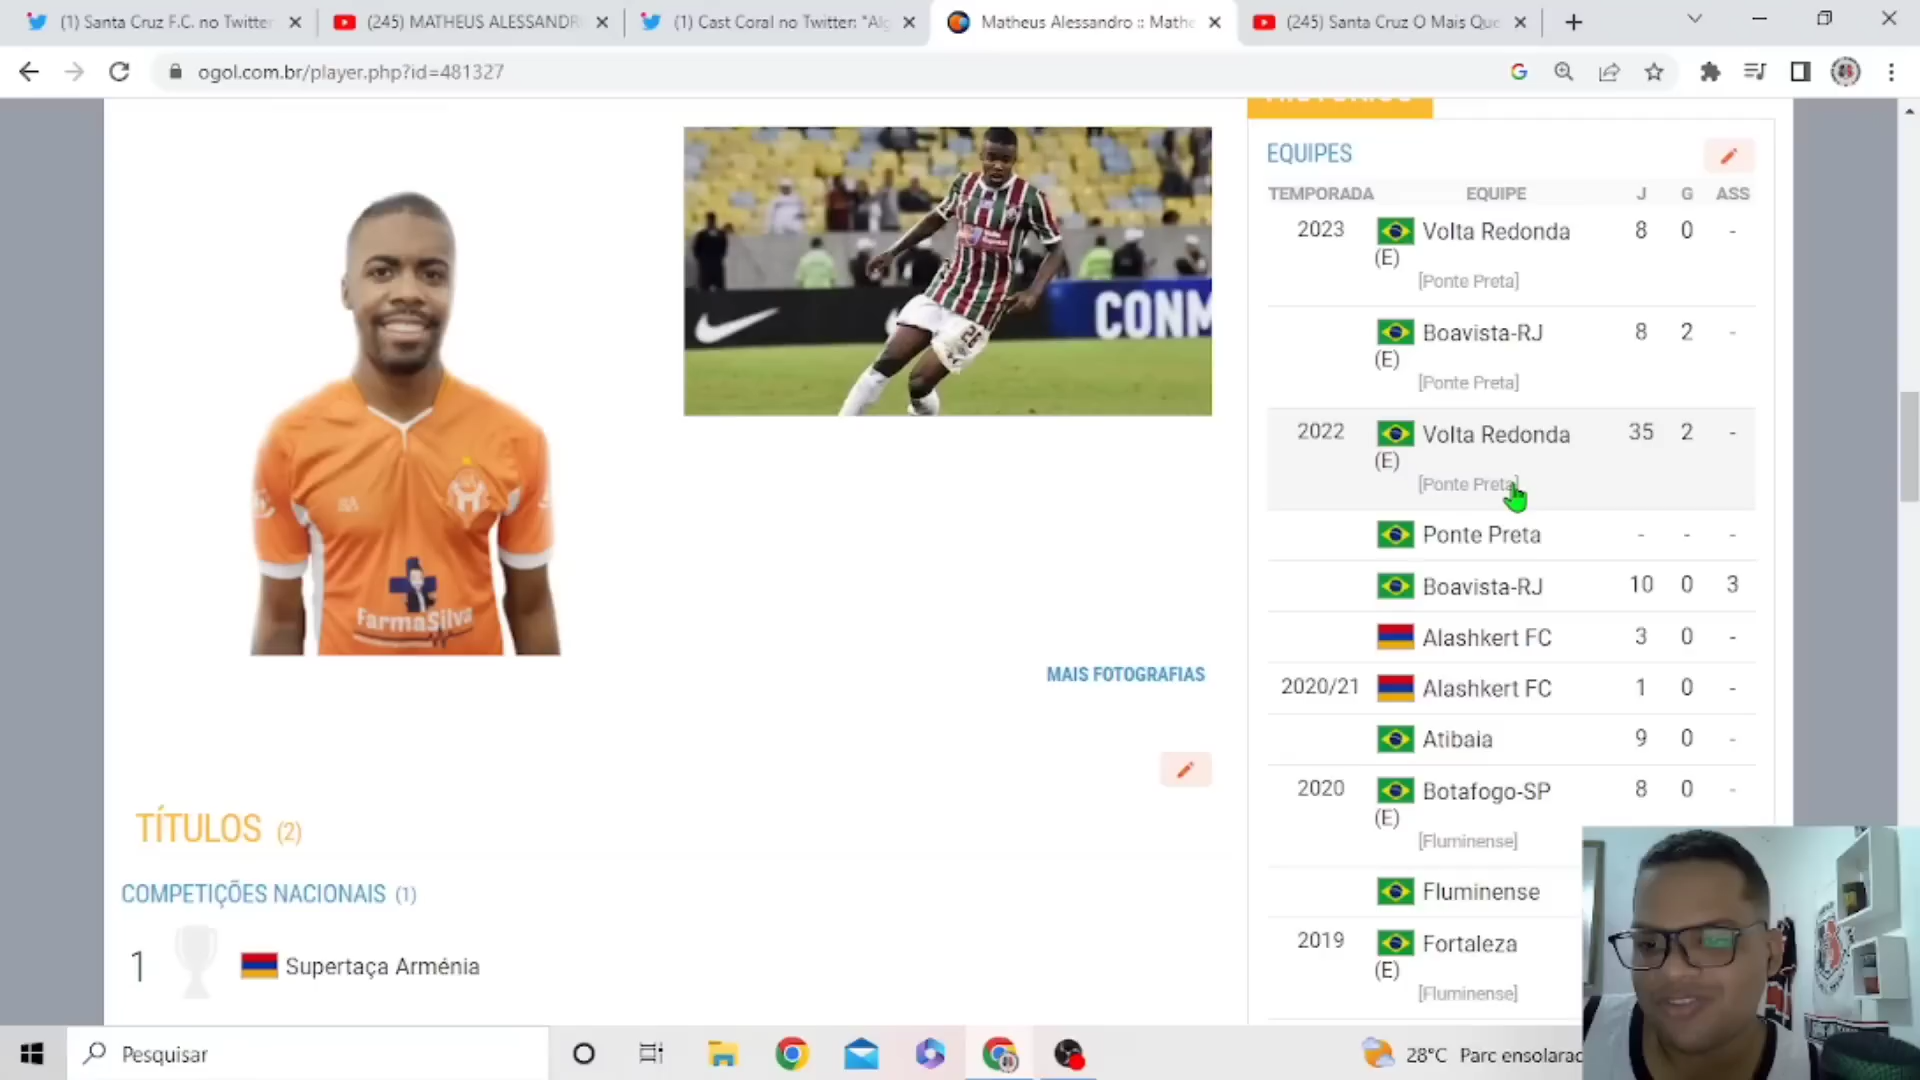 (1) Santa Cruz F.C. no Twitter
(245) MATHEUS ALESSANDR
(1) Cast Coral no Twitter: "Alg
Matheus Alessandro :: Mathe
(245) Santa Cruz O Mais Que
ogol.com.br/player.php?id=481327
EQUIPES
TEMPORADA EQUIPE J G ASS
2023 Volta Redonda 8 0 -
(E)
[Ponte Preta]
Boavista-RJ 8 2 -
(E)
[Ponte Preta]
2022 Volta Redonda 35 2 -
(E)
[Ponte Preta]
Ponte Preta - - -
Boavista-RJ 10 0 3
Alashkert FC 3 0 -
2020/21 Alashkert FC 1 0 -
Atibaia 9 0 -
2020 Botafogo-SP 8 0 -
(E)
[Fluminense]
Fluminense
2019 Fortaleza
(E)
[Fluminense]
CONM
FarmaSilva
MAIS FOTOGRAFIAS
TÍTULOS (2)
COMPETIÇÕES NACIONAIS (1)
1 Supertaça Arménia
Pesquisar
28°C Parc ensolarad